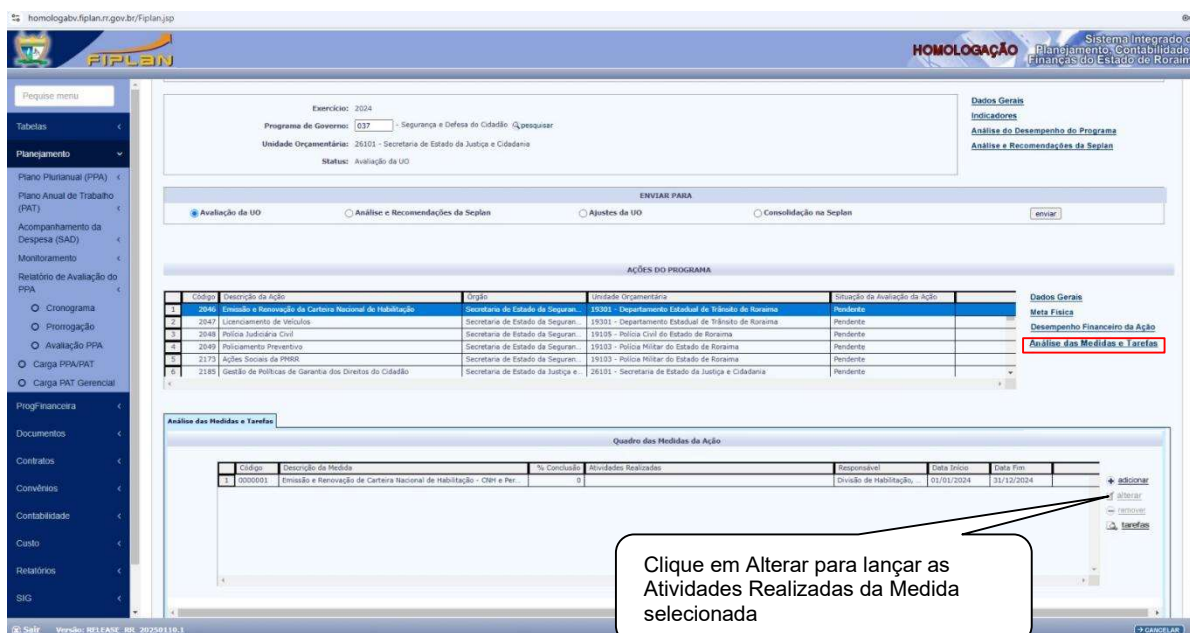 homologabv.fiplan.rr.gov.br/Fiplan.jsp
FIPLAN
HOMOLOGAÇÃO
Sistema Integrado d
Planejamento, Contabilidade
Finanças do Estado de Roraim
Pequise menu
Tabelas
Planejamento
Plano Plurianual (PPA)
Plano Anual de Trabalho
(PAT)
Acompanhamento da
Despesa (SAD)
Monitoramento
Relatório de Avaliação do
PPA
Cronograma
Prorrogação
Avaliação PPA
Carga PPA/PAT
Carga PAT Gerencial
ProgFinanceira
Documentos
Contratos
Convênios
Contabilidade
Custo
Relatórios
SIG
Sair Versão: RELEASE_RR_20250110.1
Exercício: 2024
Programa de Governo: 037 - Segurança e Defesa do Cidadão pesquisar
Unidade Orçamentária: 26101 - Secretaria de Estado da Justiça e Cidadania
Status: Avaliação da UO
Dados Gerais
Indicadores
Análise do Desempenho do Programa
Análise e Recomendações da Seplan
ENVIAR PARA
Avaliação da UO Análise e Recomendações da Seplan Ajustes da UO Consolidação na Seplan enviar
AÇÕES DO PROGRAMA
Código Descrição da Ação Órgão Unidade Orçamentária Situação da Avaliação da Ação
1 2046 Emissão e Renovação da Carteira Nacional de Habilitação Secretaria de Estado da Seguran... 19301 - Departamento Estadual de Trânsito de Roraima Pendente
2 2047 Licenciamento de Veículos Secretaria de Estado da Seguran... 19301 - Departamento Estadual de Trânsito de Roraima Pendente
3 2048 Polícia Judiciária Civil Secretaria de Estado da Seguran... 19105 - Polícia Civil do Estado de Roraima Pendente
4 2049 Policiamento Preventivo Secretaria de Estado da Seguran... 19103 - Polícia Militar do Estado de Roraima Pendente
5 2173 Ações Sociais da PMRR Secretaria de Estado da Seguran... 19103 - Polícia Militar do Estado de Roraima Pendente
6 2185 Gestão de Políticas de Garantia dos Direitos do Cidadão Secretaria de Estado da Justiça e... 26101 - Secretaria de Estado da Justiça e Cidadania Pendente
Dados Gerais
Meta Física
Desempenho Financeiro da Ação
Análise das Medidas e Tarefas
Análise das Medidas e Tarefas
Quadro das Medidas da Ação
Código Descrição da Medida % Conclusão Atividades Realizadas Responsável Data Início Data Fim
1 0000001 Emissão e Renovação de Carteira Nacional de Habilitação - CNH e Per... 0 Divisão de Habilitação, ... 01/01/2024 31/12/2024
adicionar
alterar
remover
tarefas
Clique em Alterar para lançar as
Atividades Realizadas da Medida
selecionada
CANCELAR